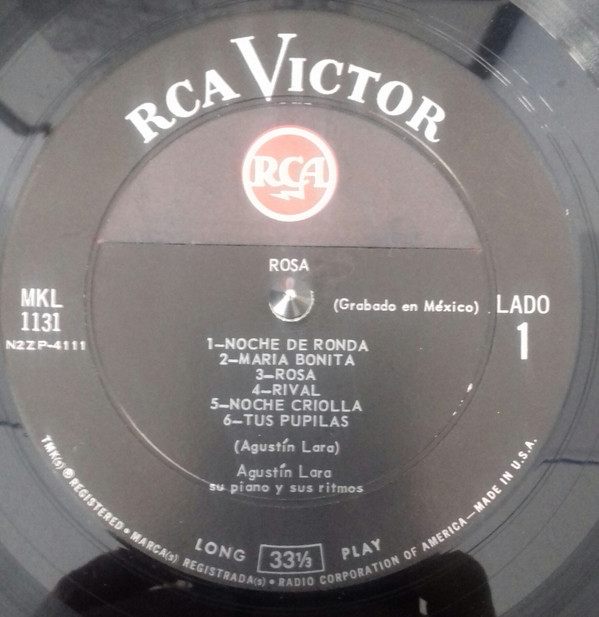 RCA VICTOR
RCA
ROSA
(Grabado en México)
MKL
1131
N2ZP-4111
LADO
1
1—NOCHE DE RONDA
2—MARIA BONITA
3—ROSA
4—RIVAL
5—NOCHE CRIOLLA
6—TUS PUPILAS
(Agustín Lara)
Agustín Lara
su piano y sus ritmos
LONG 33⅓ PLAY
TMK(s) ® REGISTERED • MARCA(s) REGISTRADA(s) • RADIO CORPORATION OF AMERICA—MADE IN U.S.A.